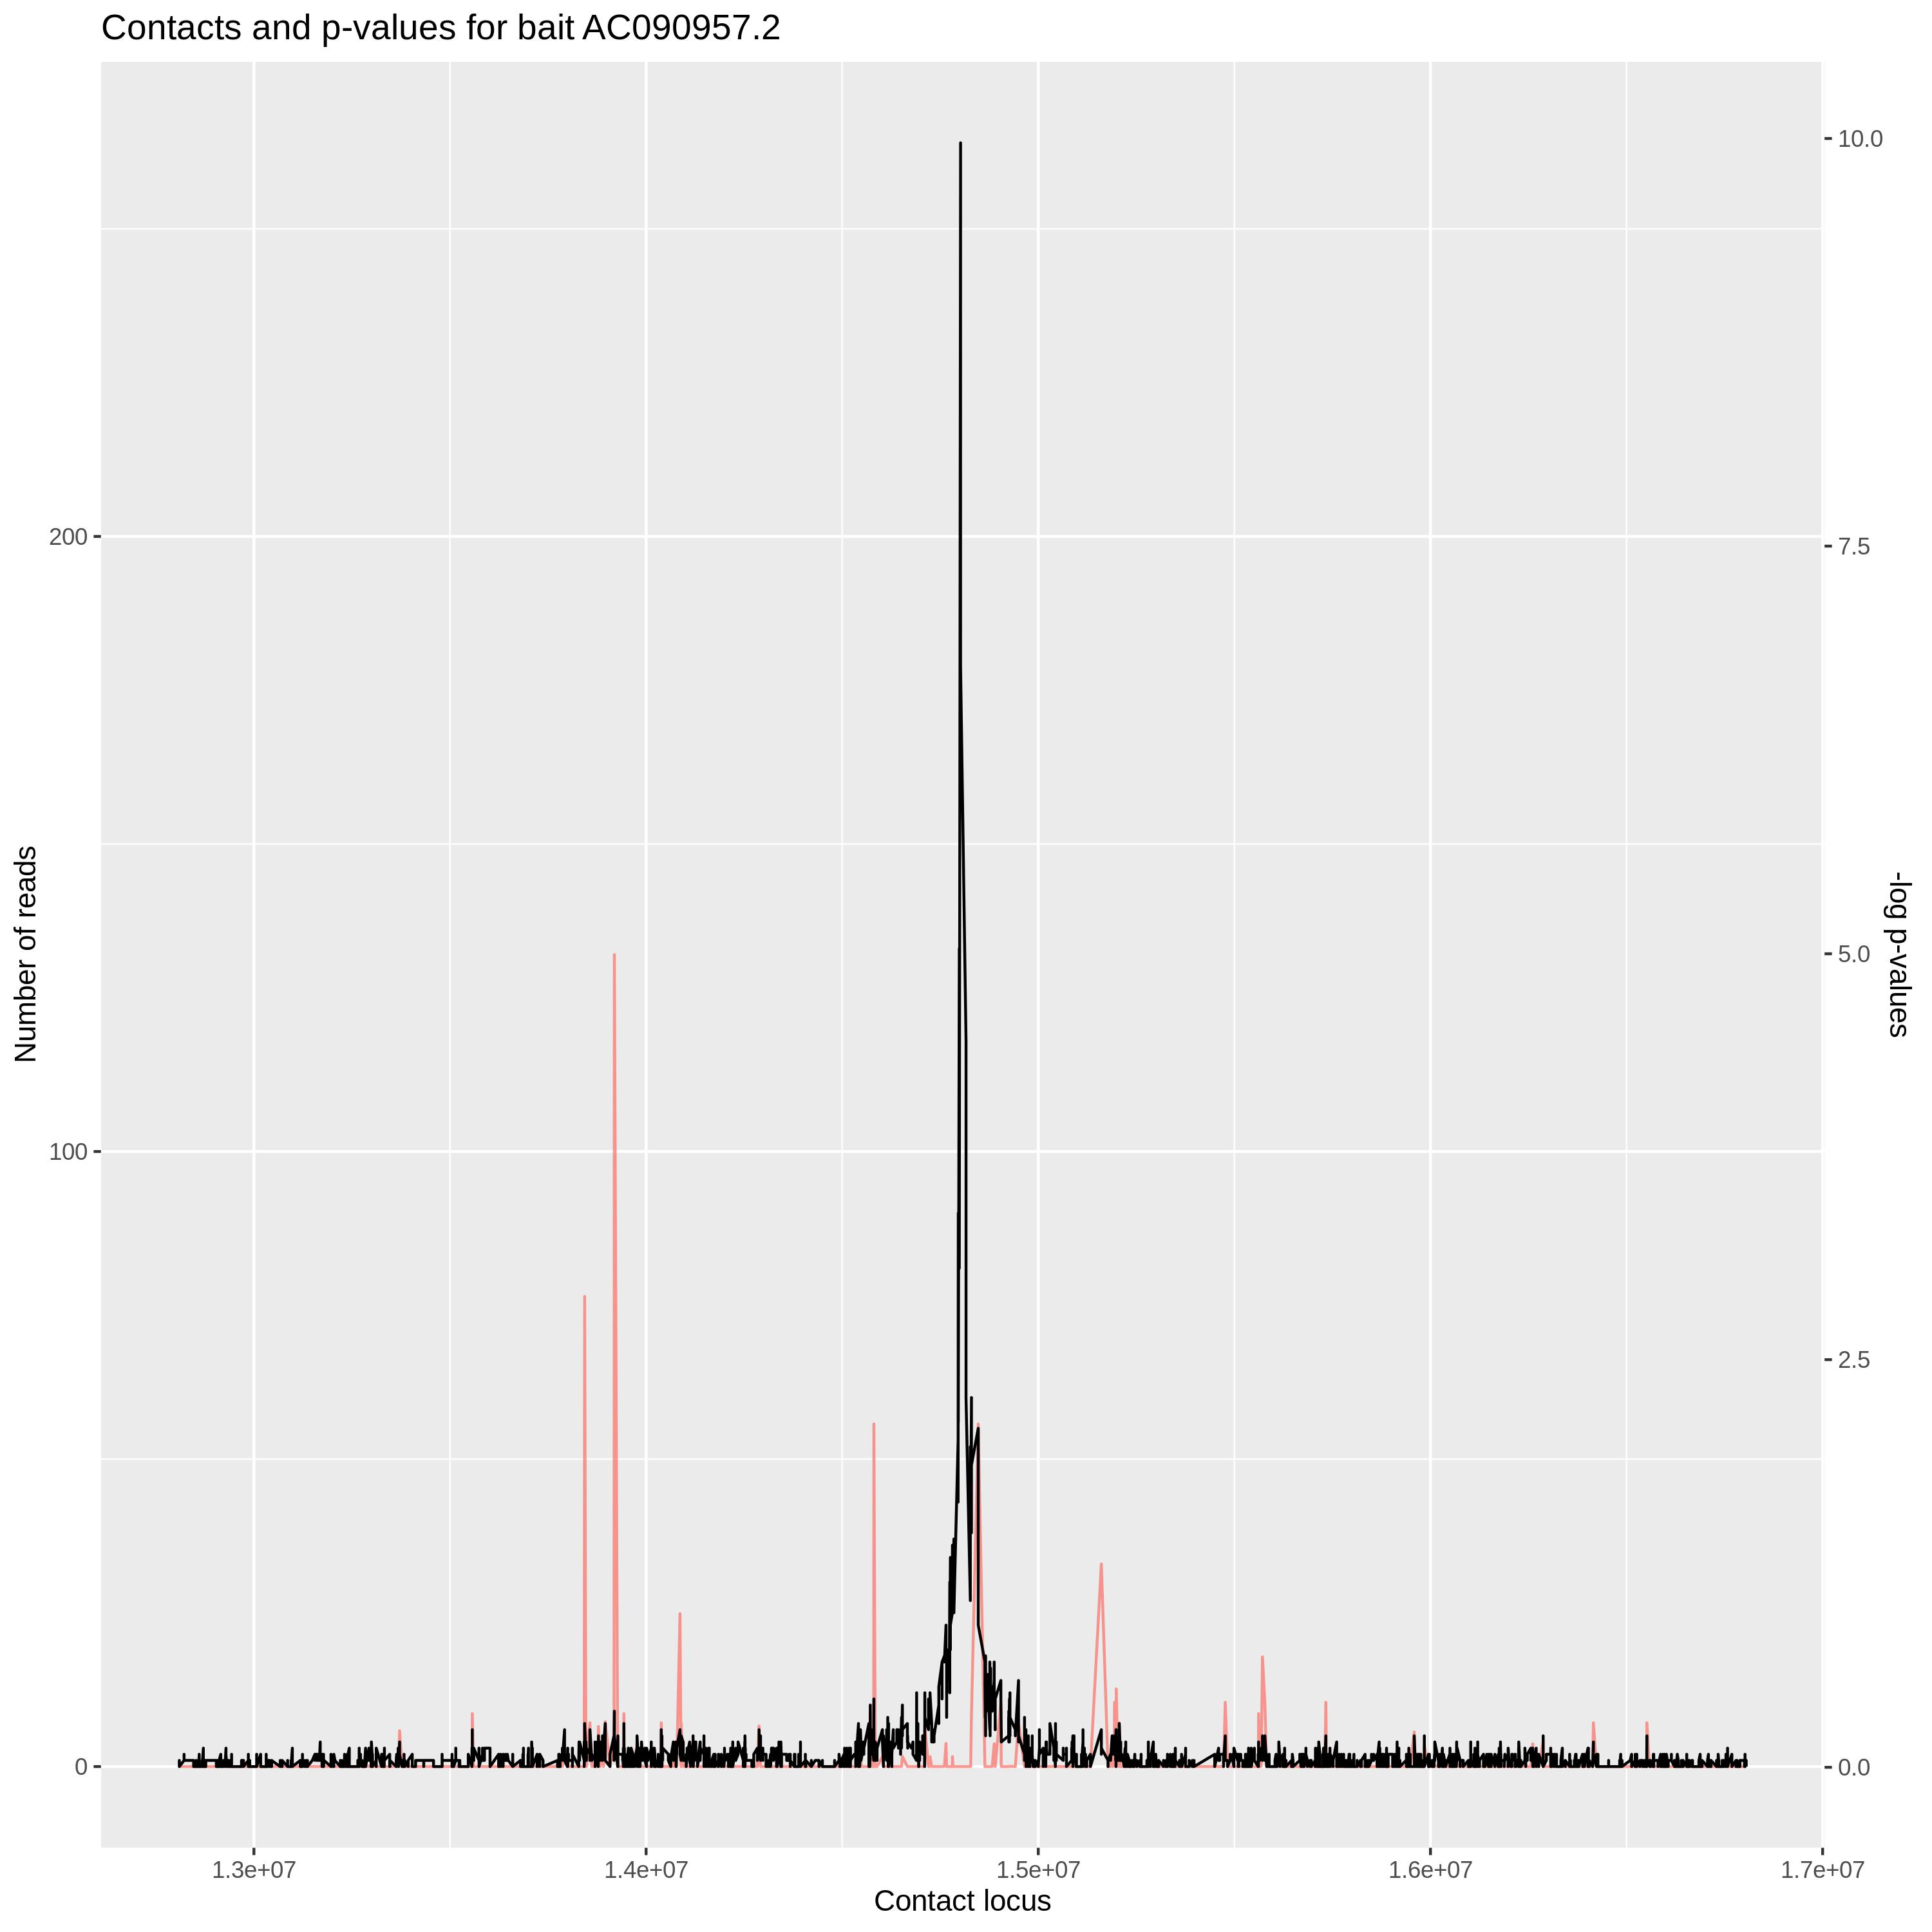 Contacts and p-values for bait AC090957.2
10.0
200
7.5
Number of reads
-log p-values
5.0
100
2.5
0
0.0
1.3e+07 1.4e+07 1.5e+07 1.6e+07 1.7e+07
Contact locus